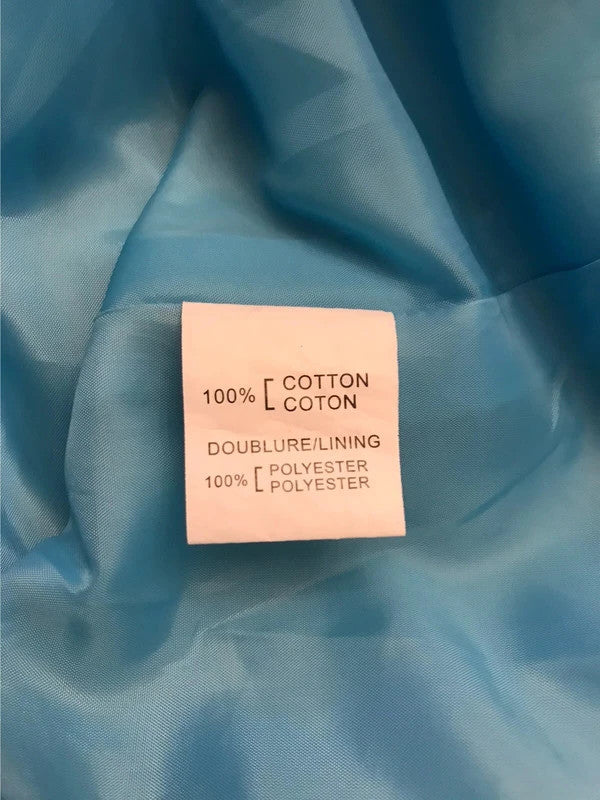 100% [ COTTON
COTON
DOUBLURE/LINING
100% [ POLYESTER
POLYESTER